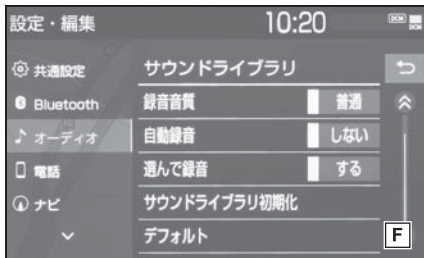 設定・編集
10:20
DCM
共通設定
Bluetooth
オーディオ
電話
ナビ
サウンドライブラリ
録音音質
普通
自動録音
しない
選んで録音
する
サウンドライブラリ初期化
デフォルト
F